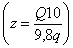 (z = Q10 / 9,8q)